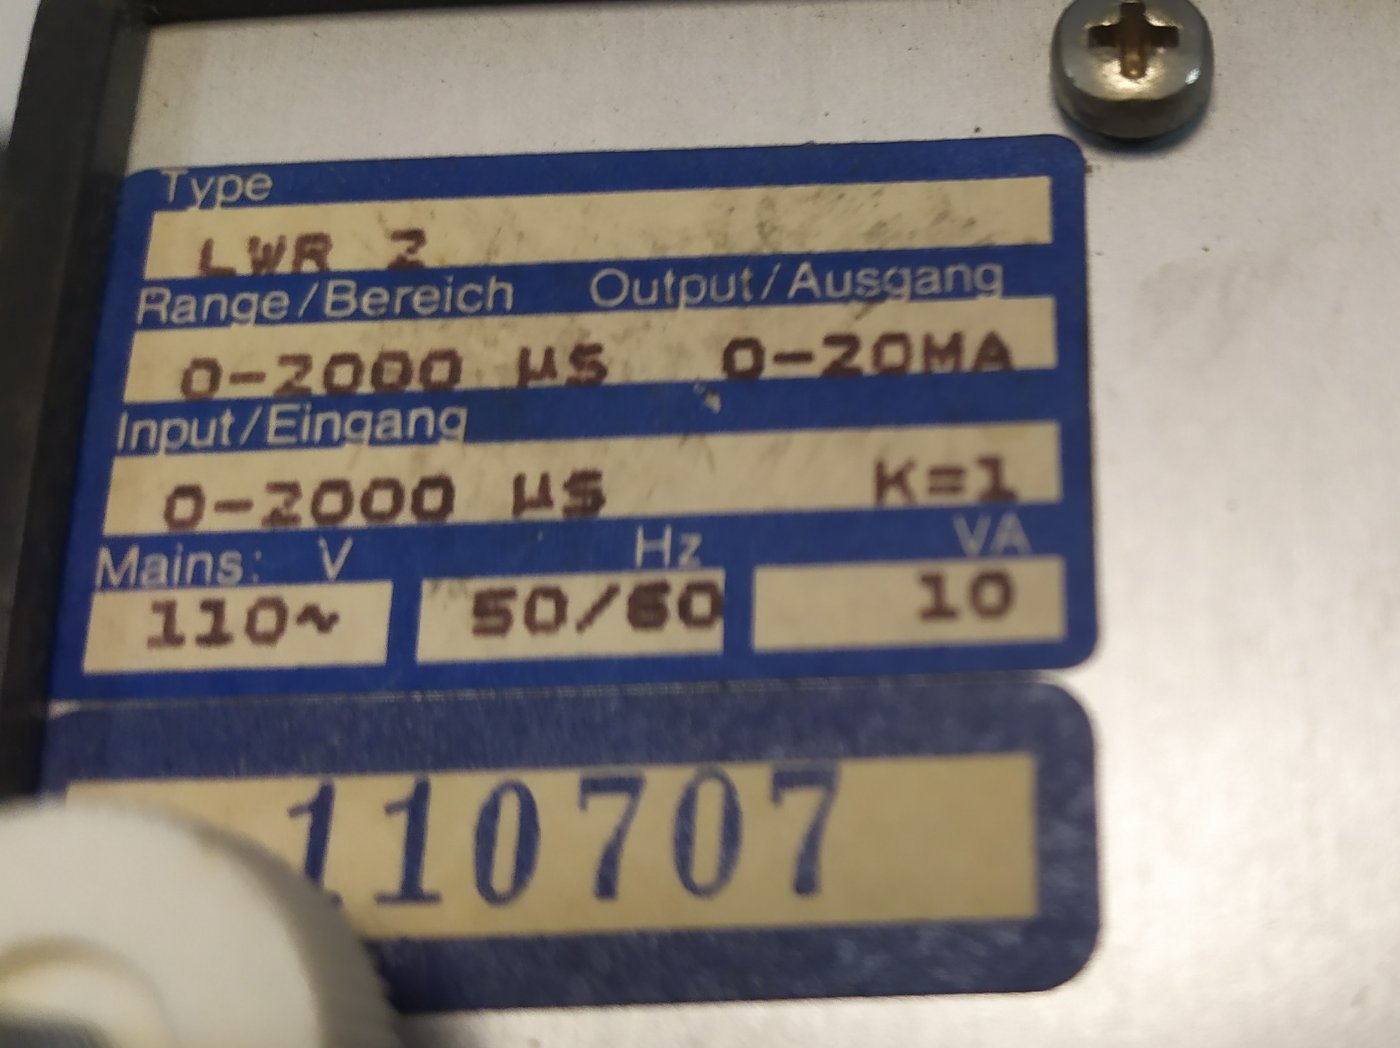 Type
LWR 2
Range/Bereich Output/Ausgang
0-2000 µS 0-20MA
Input/Eingang
0-2000 µS K=1
Mains: V Hz VA
110~ 50/60 10
110707